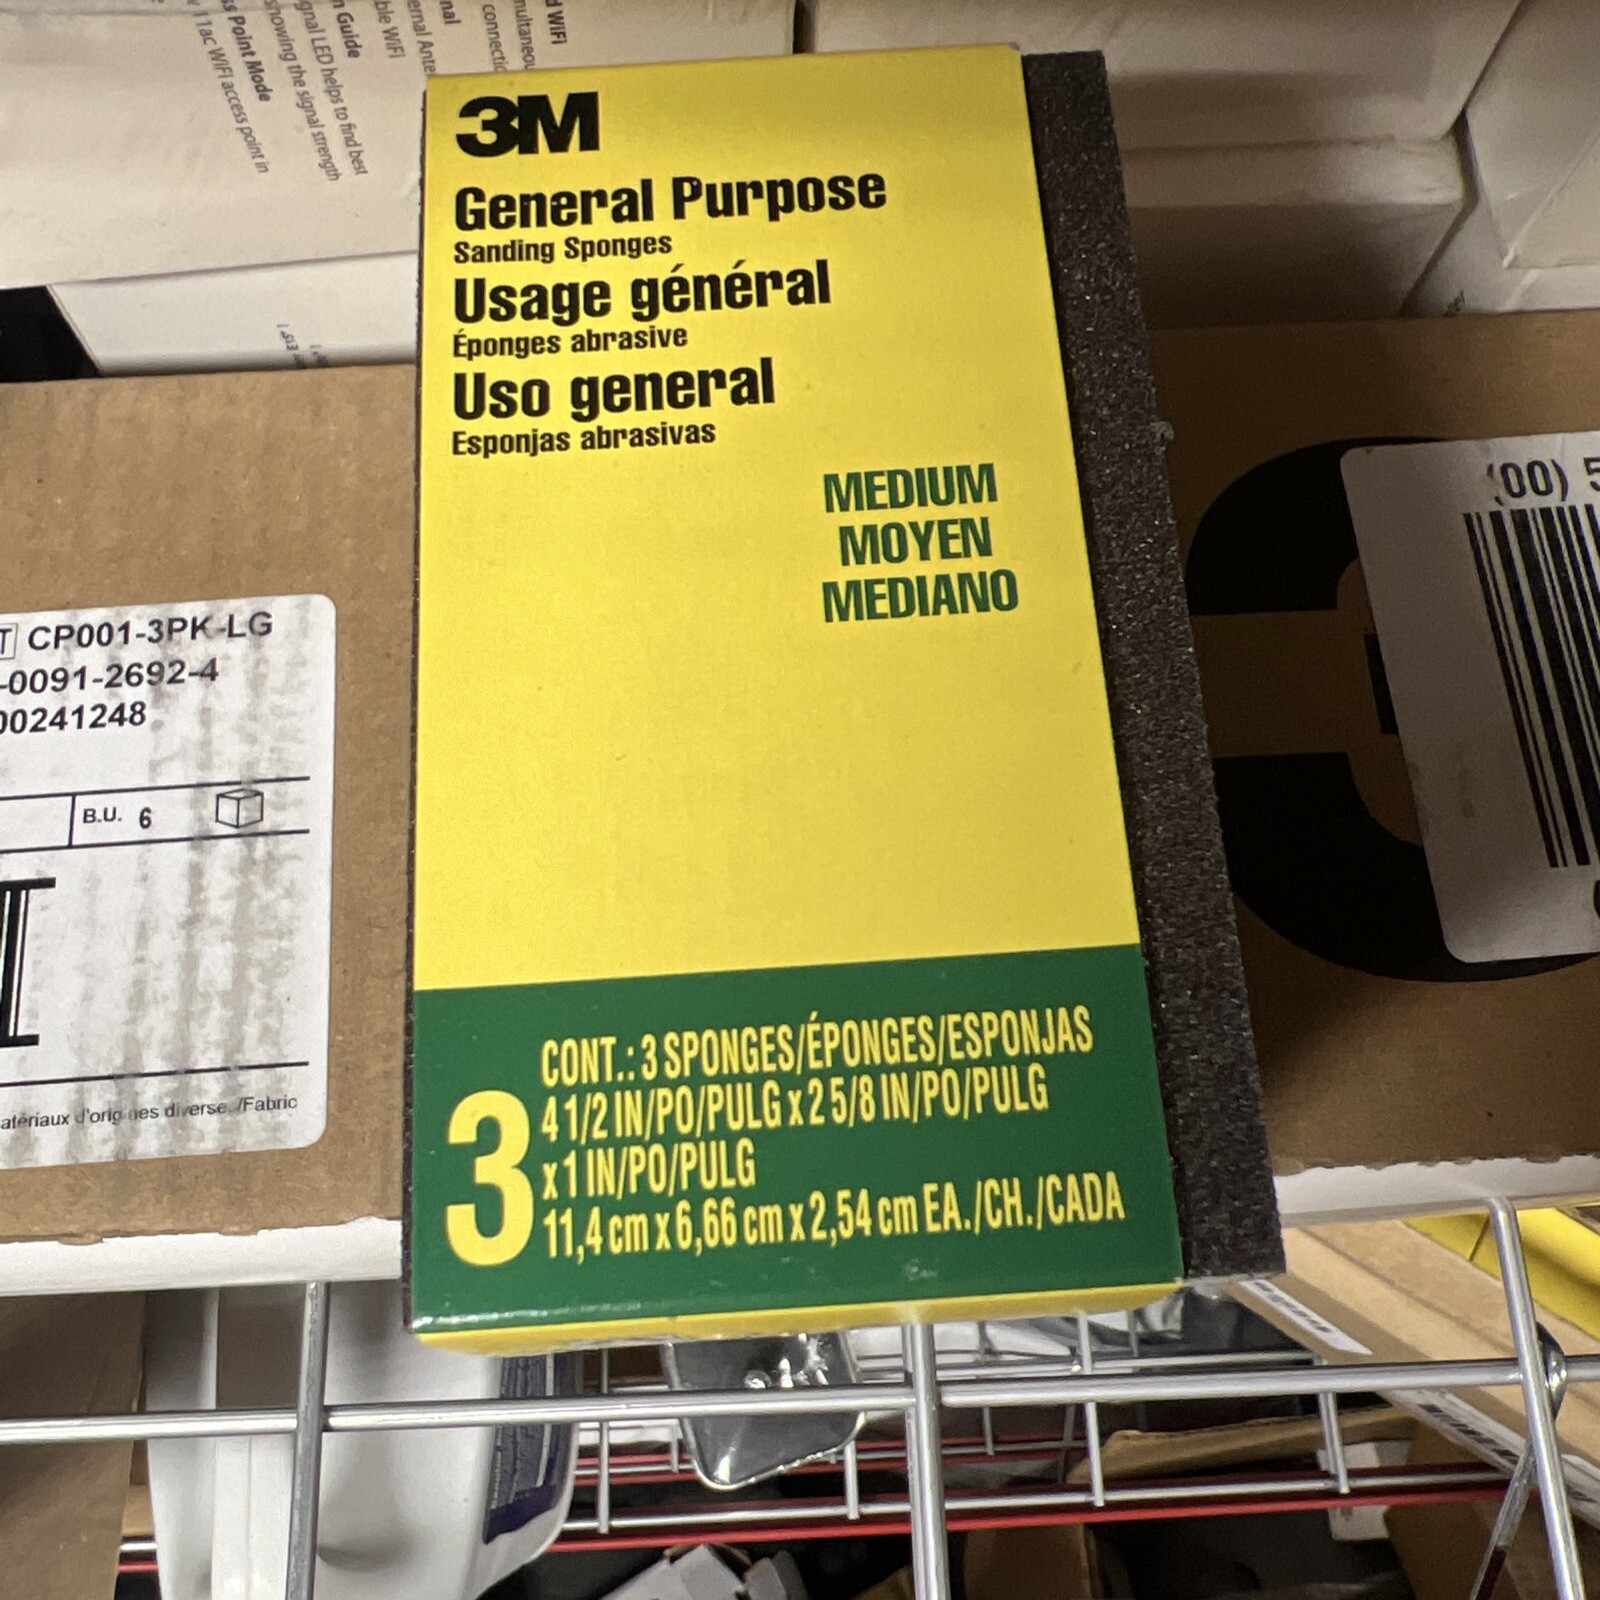 3M
General Purpose
Sanding Sponges
Usage général
Éponges abrasive
Uso general
Esponjas abrasivas
MEDIUM
MOYEN
MEDIANO
3
CONT.: 3 SPONGES/ÉPONGES/ESPONJAS
4 1/2 IN/PO/PULG x 2 5/8 IN/PO/PULG
x 1 IN/PO/PULG
11,4 cm x 6,66 cm x 2,54 cm EA./CH./CADA
CP001-3PK-LG
-0091-2692-4
00241248
B.U. 6
d'origines diverse /Fabric
(00) 5
WiFi
Guide
ble WiFi
gnal LED helps to find best
showing the signal strength
Point Mode
11ac WiFi access point in